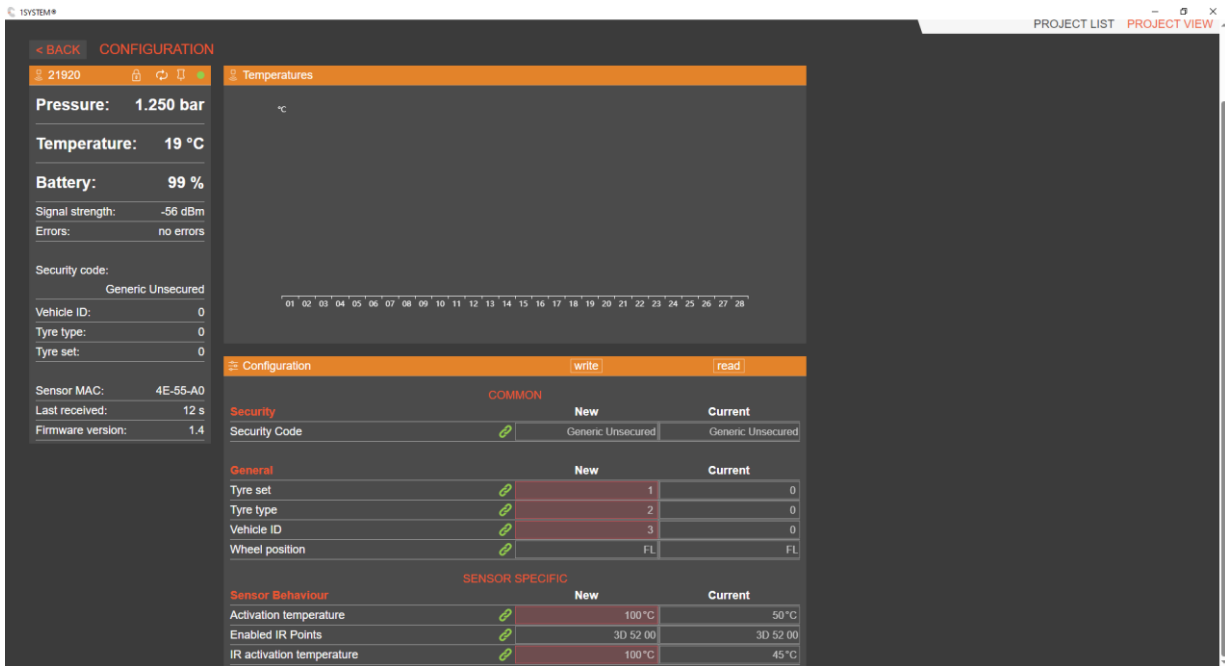 1SYSTEM®
PROJECT LIST PROJECT VIEW
< BACK CONFIGURATION
21920
Pressure: 1.250 bar
Temperature: 19 °C
Battery: 99 %
Signal strength: -56 dBm
Errors: no errors
Security code:
Generic Unsecured
Vehicle ID: 0
Tyre type: 0
Tyre set: 0
Sensor MAC: 4E-55-A0
Last received: 12 s
Firmware version: 1.4
Temperatures
°C
01 02 03 04 05 06 07 08 09 10 11 12 13 14 15 16 17 18 19 20 21 22 23 24 25 26 27 28
Configuration write read
COMMON
Security New Current
Security Code Generic Unsecured Generic Unsecured
General New Current
Tyre set 1 0
Tyre type 2 0
Vehicle ID 3 0
Wheel position FL FL
SENSOR SPECIFIC
Sensor Behaviour New Current
Activation temperature 100°C 50°C
Enabled IR Points 3D 52 00 3D 52 00
IR activation temperature 100°C 45°C